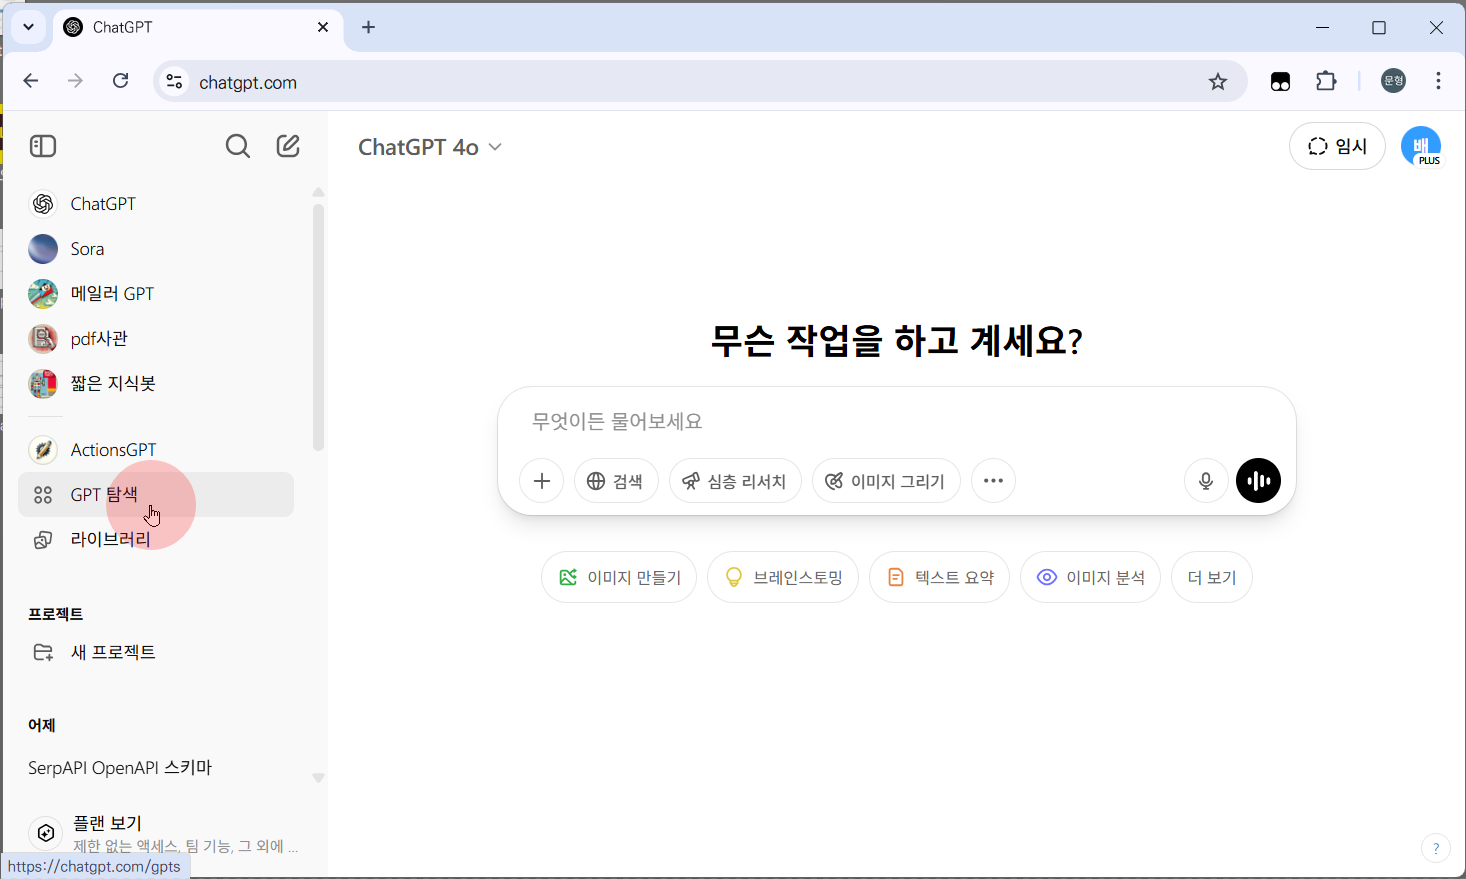 ChatGPT
chatgpt.com
문형
ChatGPT 4o
임시
배
PLUS
ChatGPT
Sora
메일러 GPT
pdf사관
짧은 지식봇
ActionsGPT
GPT 탐색
라이브러리
프로젝트
새 프로젝트
어제
SerpAPI OpenAPI 스키마
플랜 보기
제한 없는 액세스, 팀 기능, 그 외에 ...
https://chatgpt.com/gpts
무슨 작업을 하고 계세요?
무엇이든 물어보세요
검색
심층 리서치
이미지 그리기
이미지 만들기
브레인스토밍
텍스트 요약
이미지 분석
더 보기
?